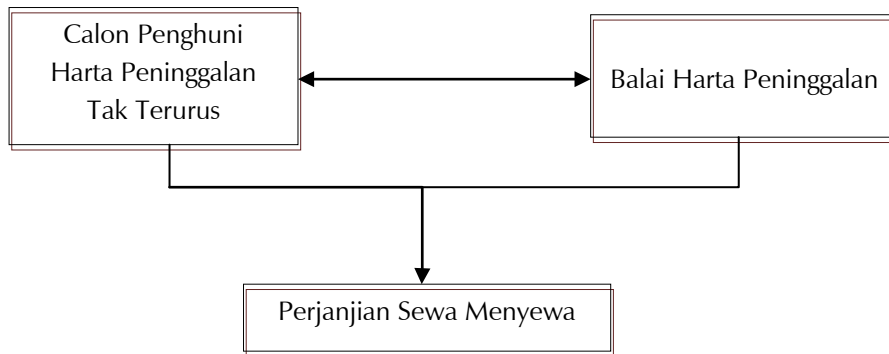 Calon Penghuni
Harta Peninggalan
Tak Terurus
Balai Harta Peninggalan
Perjanjian Sewa Menyewa